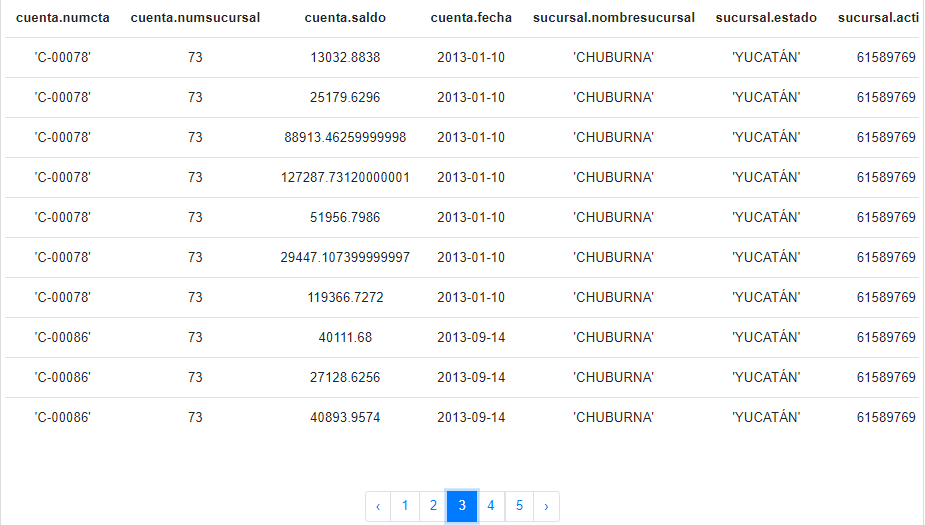 cuenta.numcta cuenta.numsucursal cuenta.saldo cuenta.fecha sucursal.nombresucursal sucursal.estado sucursal.acti
'C-00078' 73 13032.8838 2013-01-10 'CHUBURNA' 'YUCATÁN' 61589769
'C-00078' 73 25179.6296 2013-01-10 'CHUBURNA' 'YUCATÁN' 61589769
'C-00078' 73 88913.46259999998 2013-01-10 'CHUBURNA' 'YUCATÁN' 61589769
'C-00078' 73 127287.73120000001 2013-01-10 'CHUBURNA' 'YUCATÁN' 61589769
'C-00078' 73 51956.7986 2013-01-10 'CHUBURNA' 'YUCATÁN' 61589769
'C-00078' 73 29447.107399999997 2013-01-10 'CHUBURNA' 'YUCATÁN' 61589769
'C-00078' 73 119366.7272 2013-01-10 'CHUBURNA' 'YUCATÁN' 61589769
'C-00086' 73 40111.68 2013-09-14 'CHUBURNA' 'YUCATÁN' 61589769
'C-00086' 73 27128.6256 2013-09-14 'CHUBURNA' 'YUCATÁN' 61589769
'C-00086' 73 40893.9574 2013-09-14 'CHUBURNA' 'YUCATÁN' 61589769
‹ 1 2 3 4 5 ›